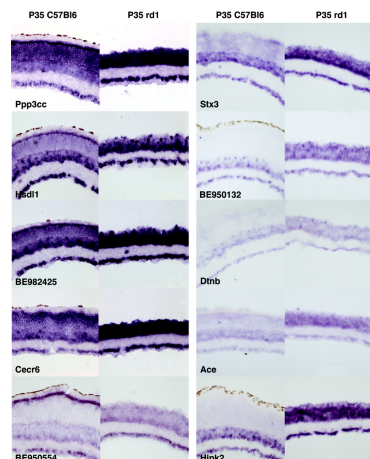 P35 C57Bl6 P35 rd1 P35 C57Bl6 P35 rd1
Ppp3cc Stx3
Hsdl1 BE950132
BE982425 Dtnb
Cecr6 Ace
BE950554 Hipk2